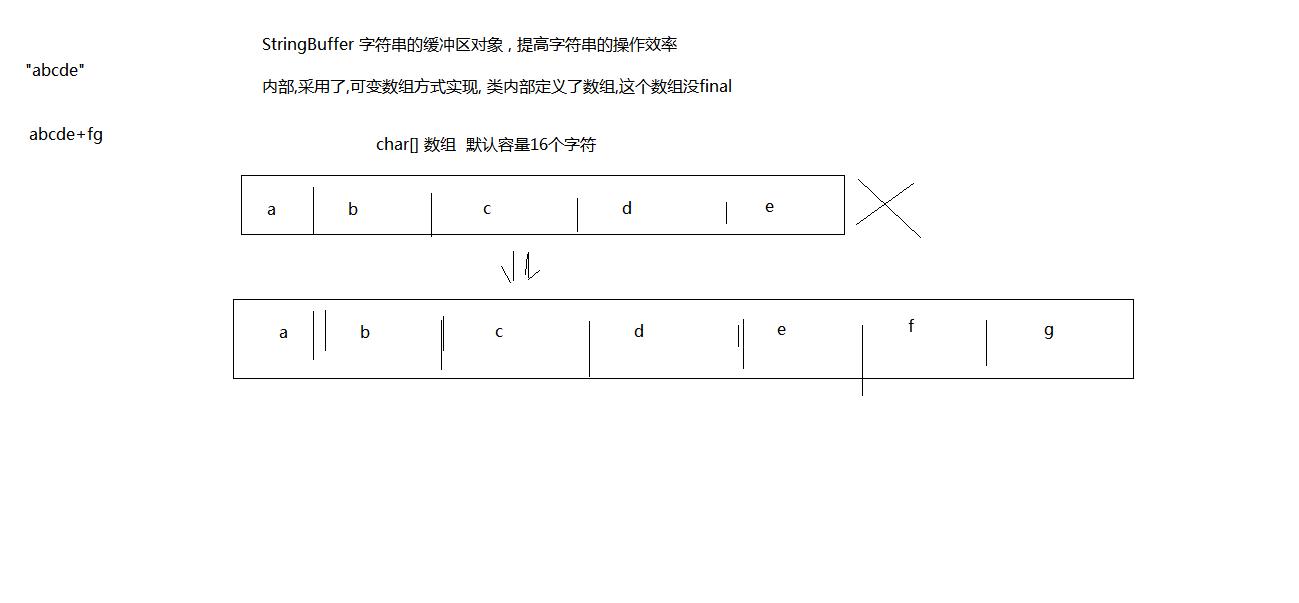 StringBuffer 字符串的缓冲区对象 , 提高字符串的操作效率
"abcde"
内部,采用了,可变数组方式实现, 类内部定义了数组,这个数组没final
abcde+fg
char[] 数组 默认容量16个字符
a b c d e
a b c d e f g